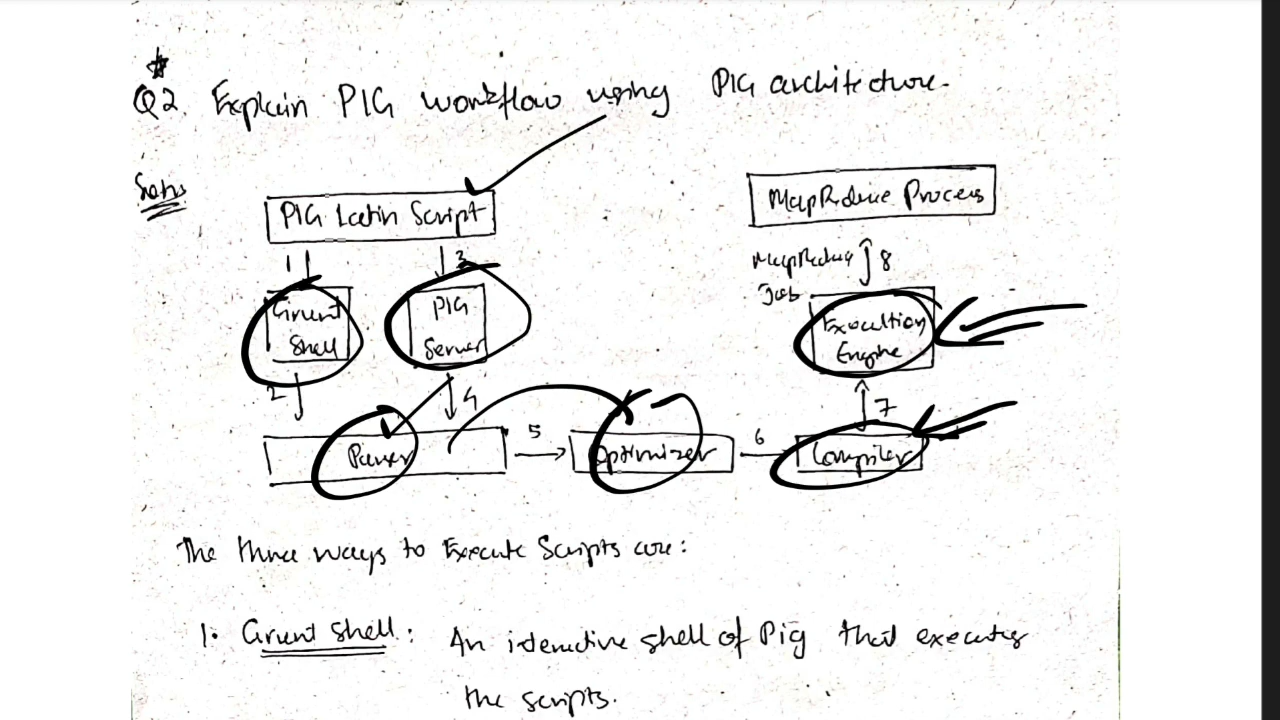 Q2. Explain PIG workflow using PIG architecture.
Soln
PIG Latin Script
MapReduce Process
1
3
MapReduce
Job
8
Grunt
Shell
PIG
Server
Execution
Engine
2
4
7
Parser
5
Optimizer
6
Compiler
The three ways to Execute Scripts are:
1. Grunt Shell: An interactive shell of Pig that executes
the scripts.